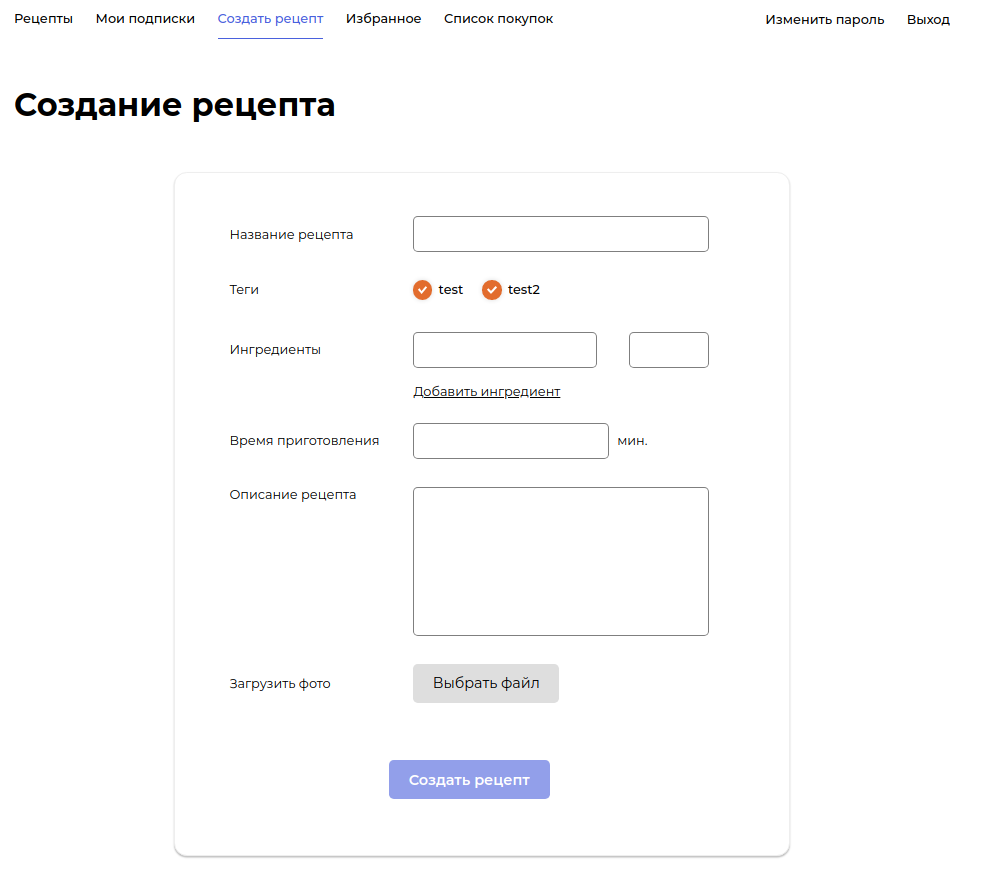 Рецепты Мои подписки Создать рецепт Избранное Список покупок Изменить пароль Выход
Создание рецепта
Название рецепта
Теги test test2
Ингредиенты
Добавить ингредиент
Время приготовления мин.
Описание рецепта
Загрузить фото Выбрать файл
Создать рецепт